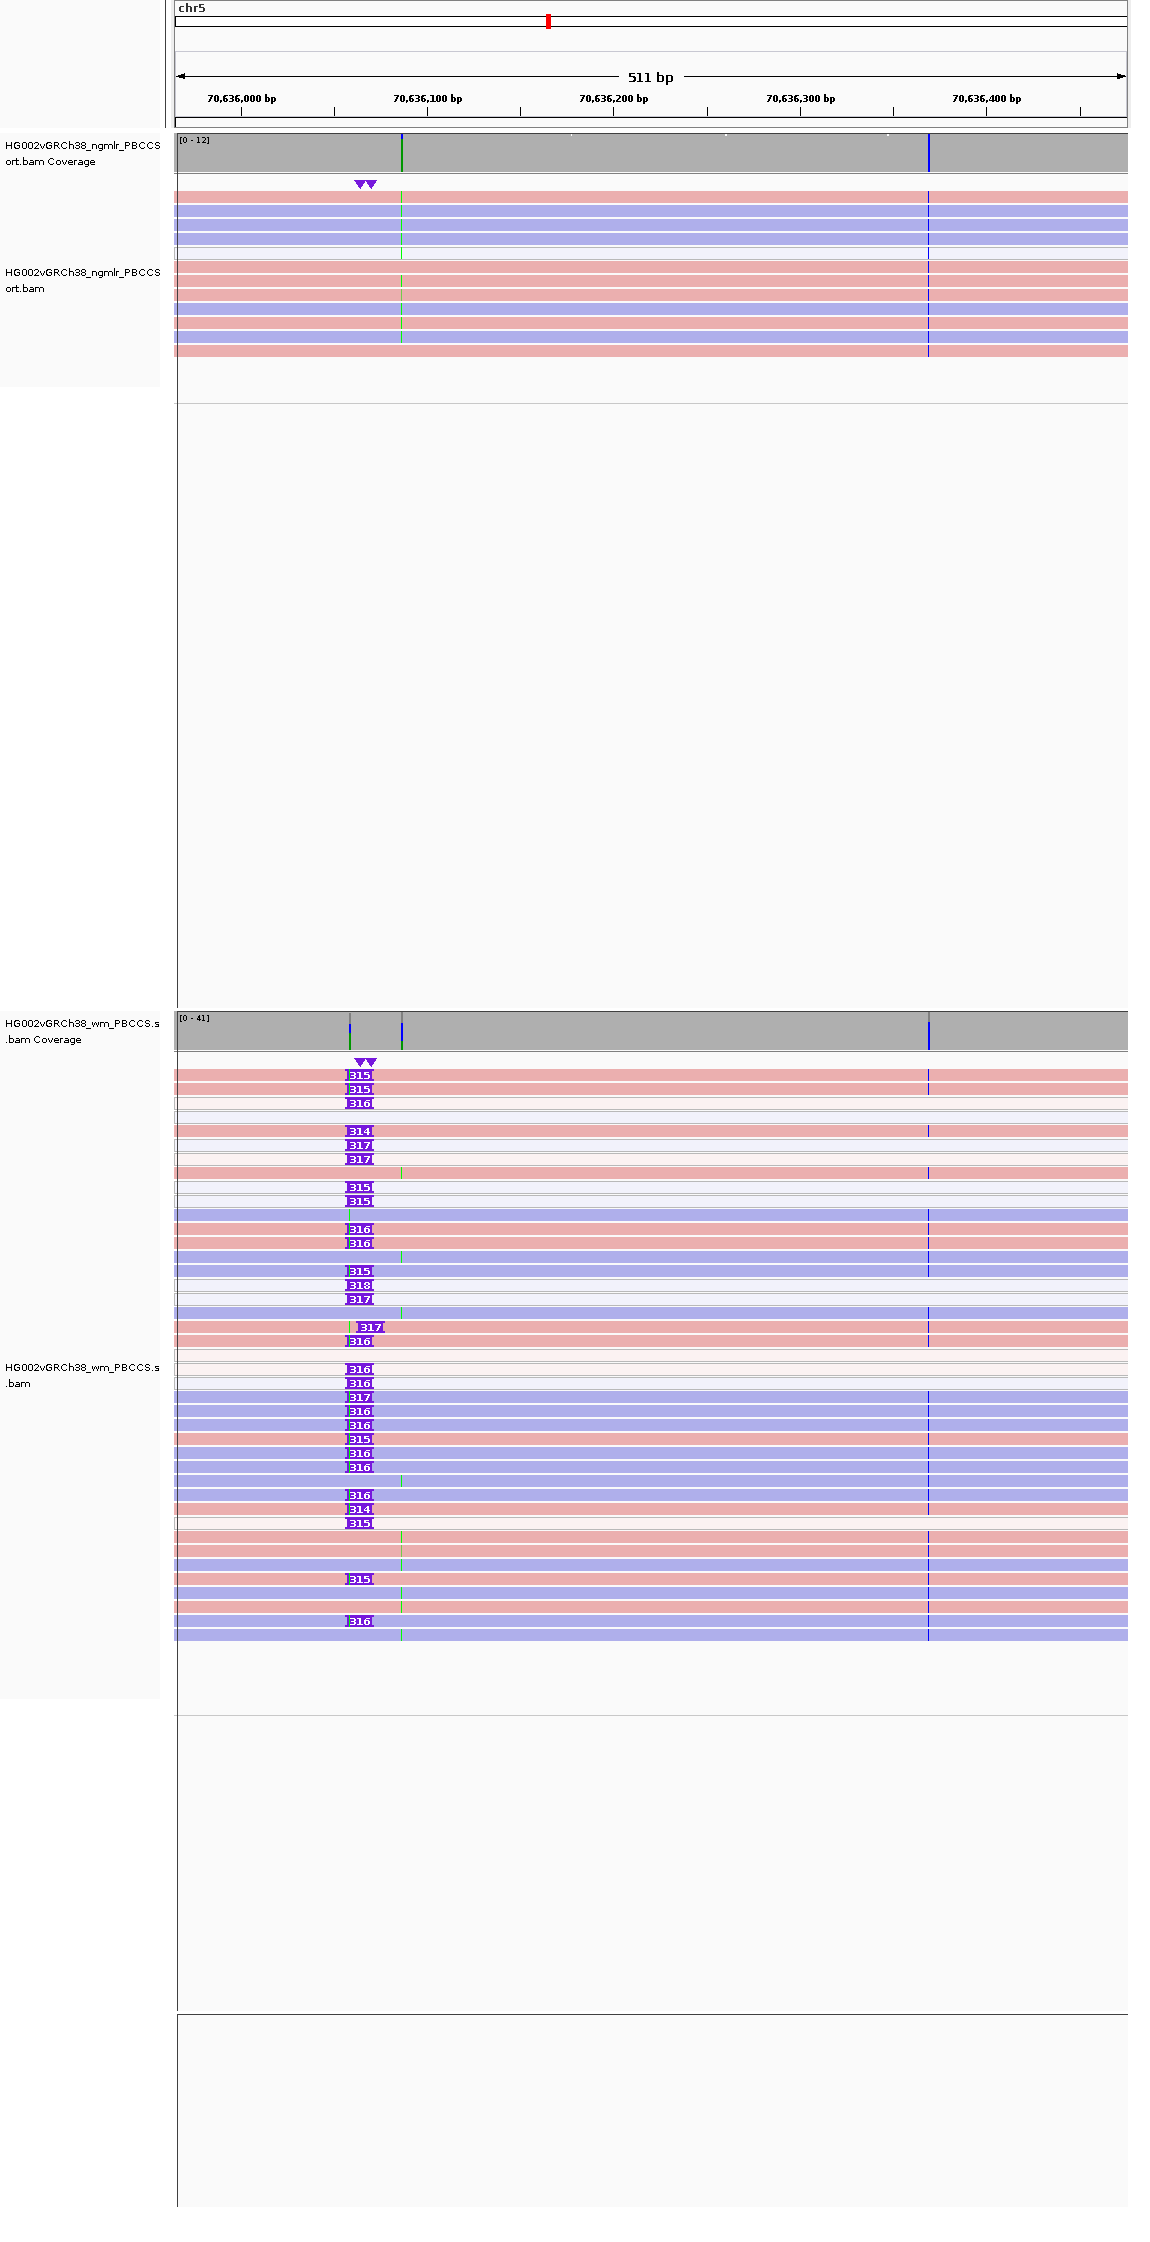 chr5
511 bp
70,636,000 bp 70,636,100 bp 70,636,200 bp 70,636,300 bp 70,636,400 bp
HG002vGRCh38_ngmlr_PBCCS
ort.bam Coverage
[0 - 12]
HG002vGRCh38_ngmlr_PBCCS
ort.bam
HG002vGRCh38_wm_PBCCS.s
.bam Coverage
[0 - 41]
315
315
316
314
317
317
315
315
316
316
315
318
317
317
316
HG002vGRCh38_wm_PBCCS.s
.bam
316
316
317
316
316
315
316
316
316
314
315
315
316